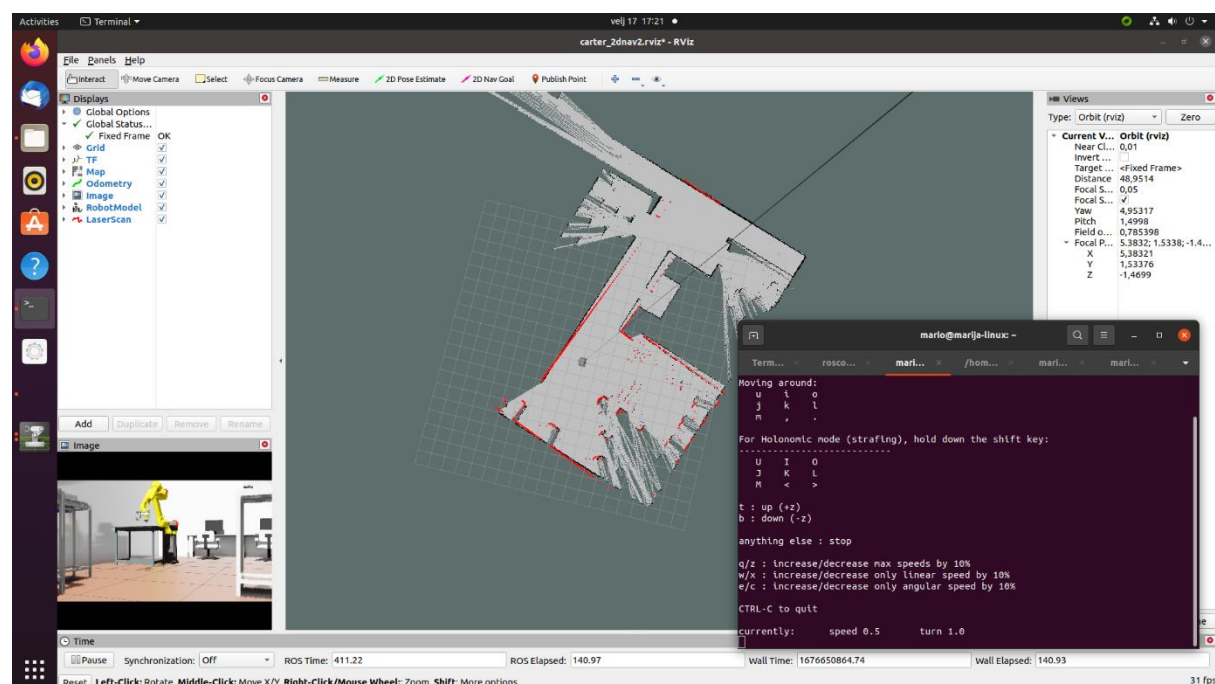 Activities Terminal velj 17 17:21
carter_2dnav2.rviz* - RViz
File Panels Help
Interact Move Camera Select Focus Camera Measure 2D Pose Estimate 2D Nav Goal Publish Point
Displays
Global Options
Global Status...
Fixed Frame OK
Grid
TF
Map
Odometry
Image
RobotModel
LaserScan
Add Duplicate Remove Rename
Image
Views
Type: Orbit (rviz) Zero
Current V... Orbit (rviz)
Near Cl... 0,01
Invert ...
Target ... <Fixed Frame>
Distance 48,9514
Focal S... 0,05
Focal S...
Yaw 4,95317
Pitch 1,4998
Field o... 0,785398
Focal P... 5.3832; 1.5338; -1.4...
X 5,38321
Y 1,53376
Z -1,4699
mario@marija-linux: ~
Term... rosco... mari... /hom... mari... mari...
Moving around:
u i o
j k l
m , .
For Holonomic mode (strafing), hold down the shift key:
---------------------------
U I O
J K L
M < >
t : up (+z)
b : down (-z)
anything else : stop
q/z : increase/decrease max speeds by 10%
w/x : increase/decrease only linear speed by 10%
e/c : increase/decrease only angular speed by 10%
CTRL-C to quit
currently: speed 0.5 turn 1.0
Time
Pause Synchronization: Off ROS Time: 411.22 ROS Elapsed: 140.97 Wall Time: 1676650864.74 Wall Elapsed: 140.93
Reset Left-Click: Rotate. Middle-Click: Move X/Y. Right-Click/Mouse Wheel: Zoom. Shift: More options. 31 fps